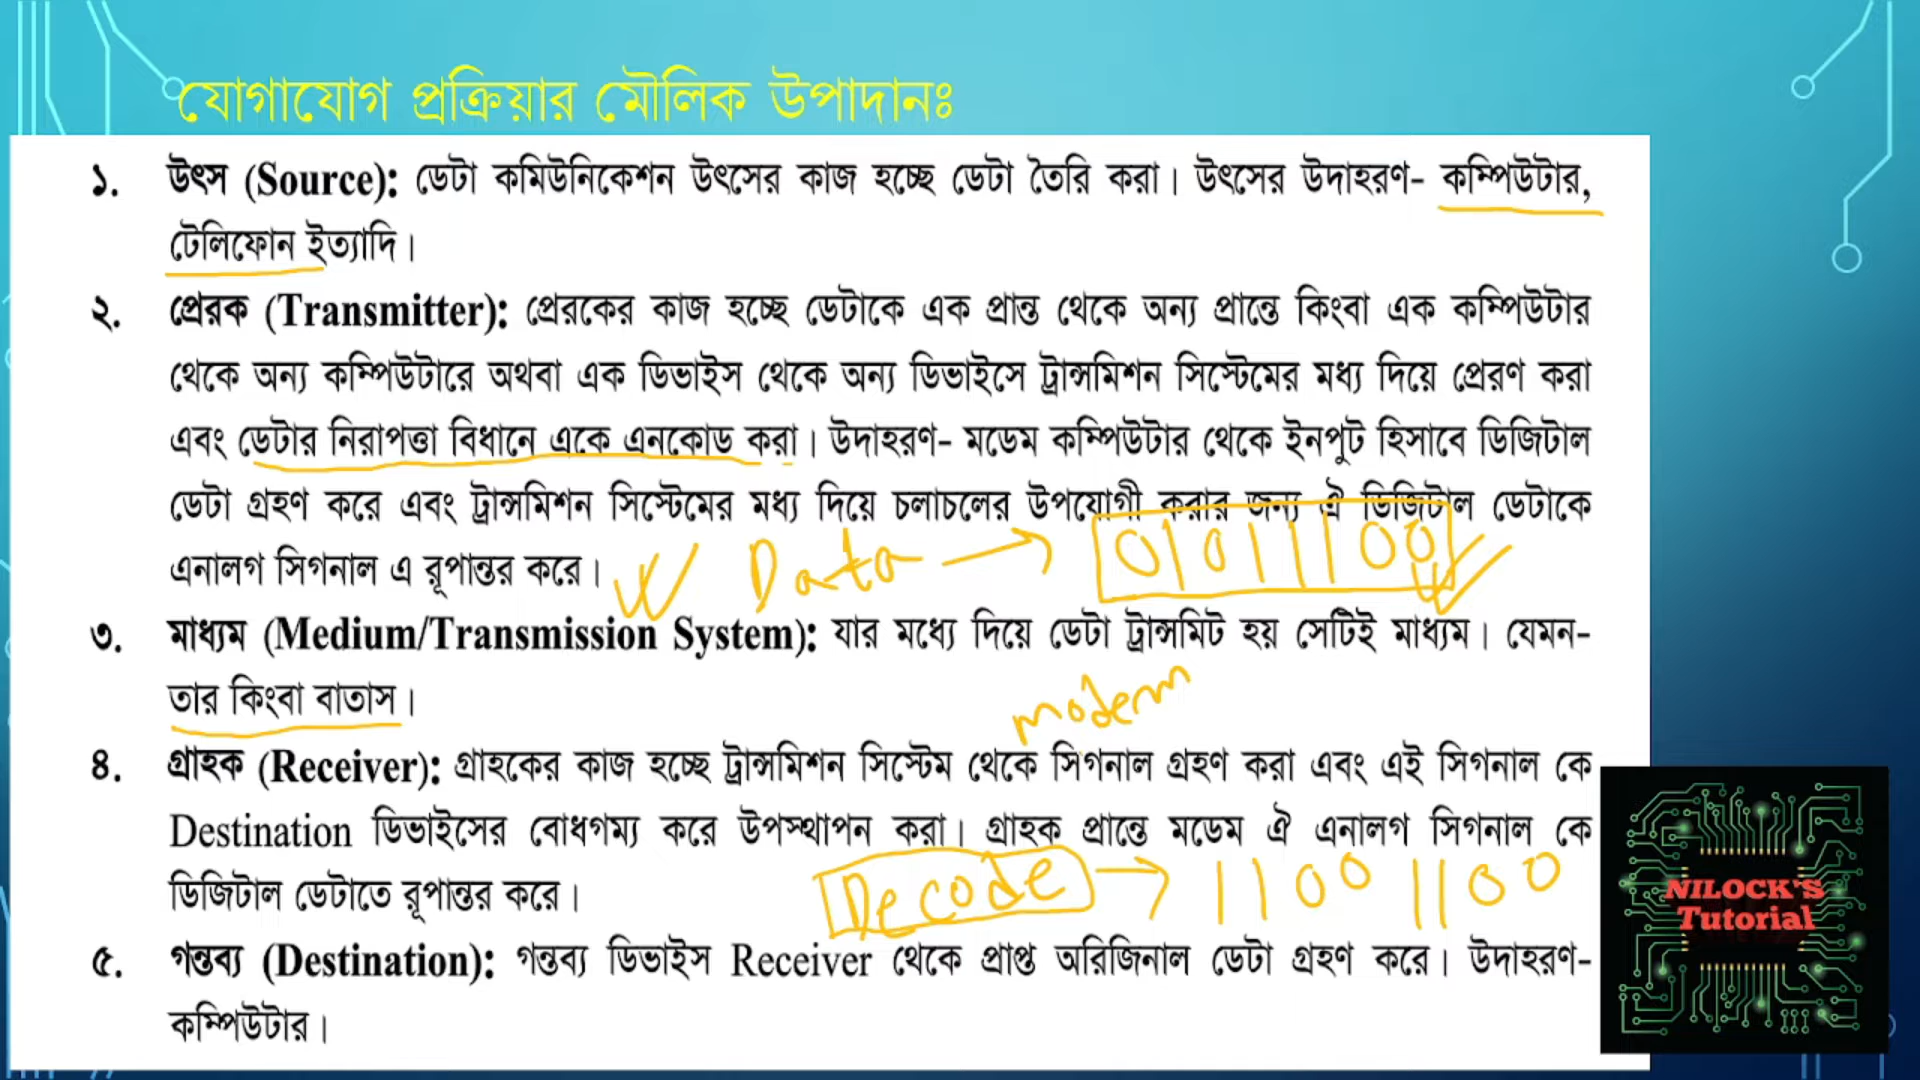 যোগাযোগ প্রক্রিয়ার মৌলিক উপাদানঃ
১. উৎস (Source): ডেটা কমিউনিকেশন উৎসের কাজ হচ্ছে ডেটা তৈরি করা। উৎসের উদাহরণ- কম্পিউটার,
টেলিফোন ইত্যাদি।
২. প্রেরক (Transmitter): প্রেরকের কাজ হচ্ছে ডেটাকে এক প্রান্ত থেকে অন্য প্রান্তে কিংবা এক কম্পিউটার
থেকে অন্য কম্পিউটারে অথবা এক ডিভাইস থেকে অন্য ডিভাইসে ট্রান্সমিশন সিস্টেমের মধ্য দিয়ে প্রেরণ করা
এবং ডেটার নিরাপত্তা বিধানে একে এনকোড করা। উদাহরণ- মডেম কম্পিউটার থেকে ইনপুট হিসাবে ডিজিটাল
ডেটা গ্রহণ করে এবং ট্রান্সমিশন সিস্টেমের মধ্য দিয়ে চলাচলের উপযোগী করার জন্য ঐ ডিজিটাল ডেটাকে
এনালগ সিগনাল এ রূপান্তর করে।
Data → 01011100
৩. মাধ্যম (Medium/Transmission System): যার মধ্যে দিয়ে ডেটা ট্রান্সমিট হয় সেটিই মাধ্যম। যেমন-
তার কিংবা বাতাস।
modem
৪. গ্রাহক (Receiver): গ্রাহকের কাজ হচ্ছে ট্রান্সমিশন সিস্টেম থেকে সিগনাল গ্রহণ করা এবং এই সিগনাল কে
Destination ডিভাইসের বোধগম্য করে উপস্থাপন করা। গ্রাহক প্রান্তে মডেম ঐ এনালগ সিগনাল কে
ডিজিটাল ডেটাতে রূপান্তর করে।
Decode → 1100 1100
৫. গন্তব্য (Destination): গন্তব্য ডিভাইস Receiver থেকে প্রাপ্ত অরিজিনাল ডেটা গ্রহণ করে। উদাহরণ-
কম্পিউটার।
NILOCK'S
Tutorial